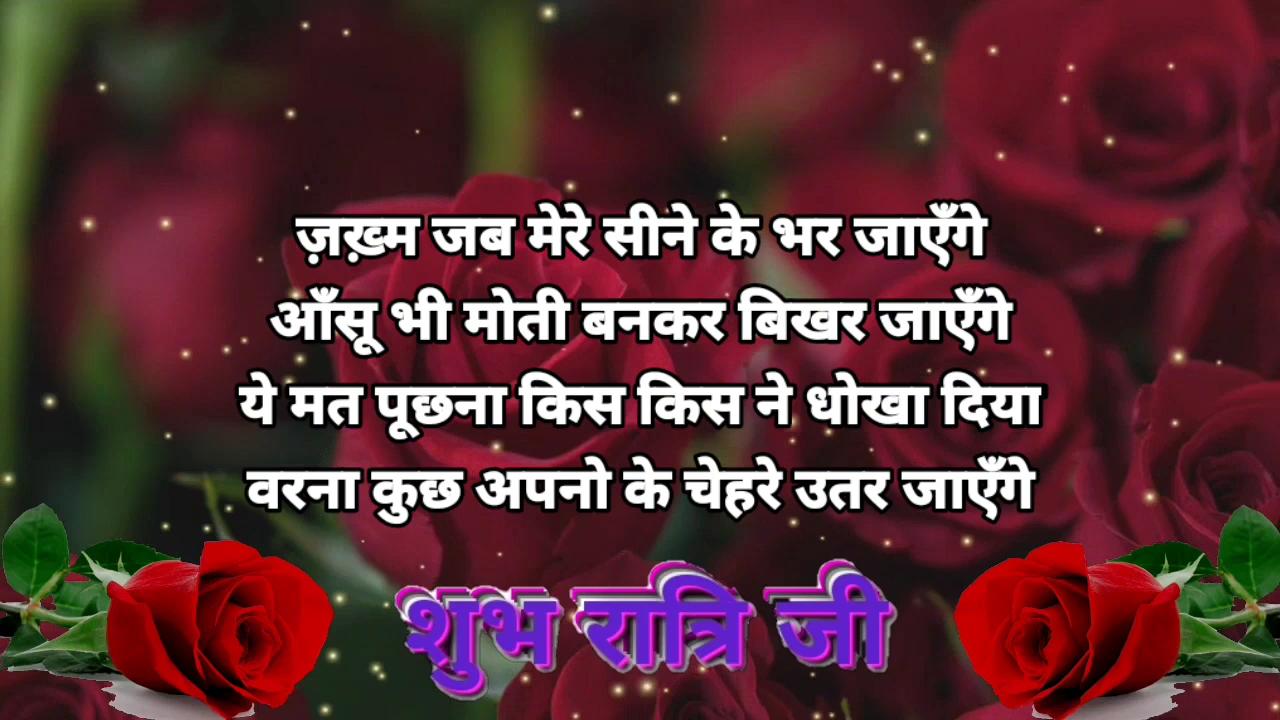 ज़ख़्म जब मेरे सीने के भर जाएँगे
आँसू भी मोती बनकर बिखर जाएँगे
ये मत पूछना किस किस ने धोखा दिया
वरना कुछ अपनो के चेहरे उतर जाएँगे
शुभ रात्रि जी